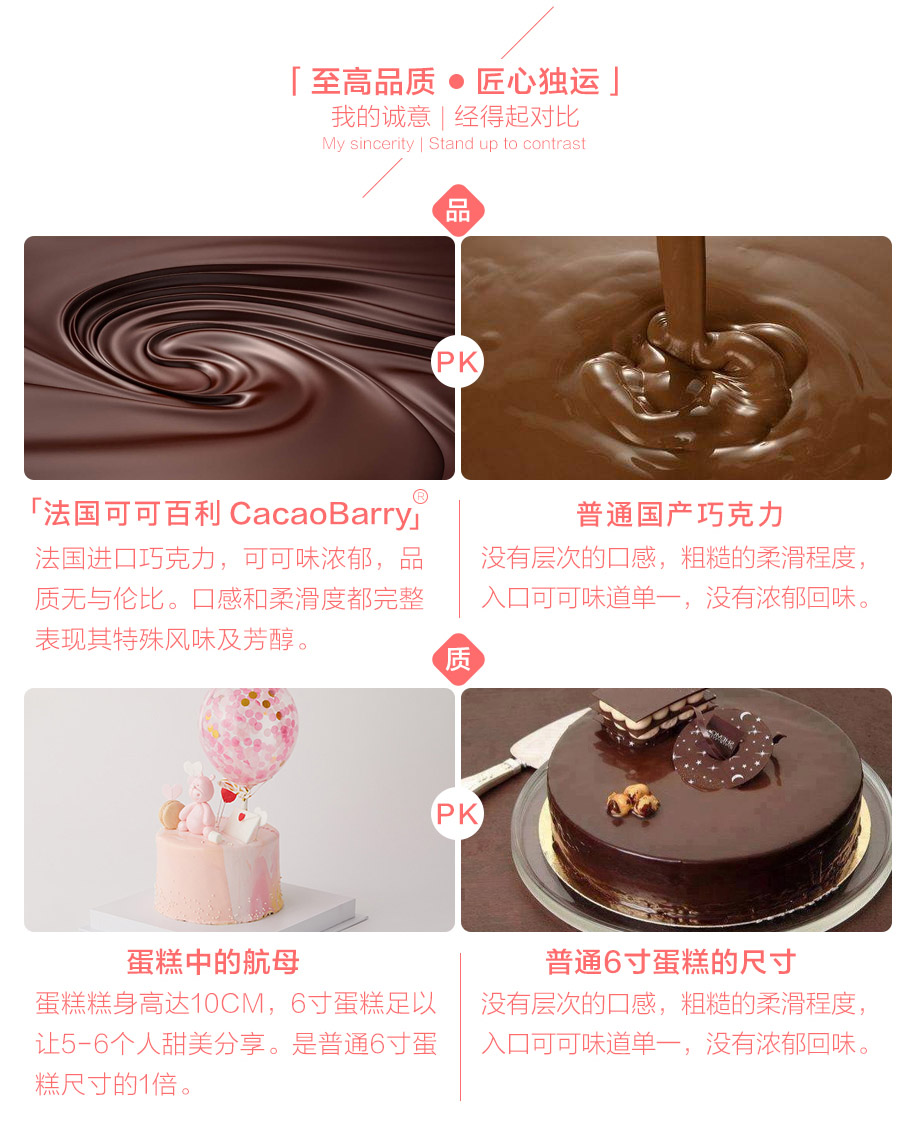 「 至高品质 ● 匠心独运 」
我的诚意 | 经得起对比
My sincerity | Stand up to contrast
品
PK
「法国可可百利 CacaoBarry®」
法国进口巧克力，可可味浓郁，品
质无与伦比。口感和柔滑度都完整
表现其特殊风味及芳醇。
普通国产巧克力
没有层次的口感，粗糙的柔滑程度，
入口可可味道单一，没有浓郁回味。
质
PK
蛋糕中的航母
蛋糕糕身高达10CM，6寸蛋糕足以
让5-6个人甜美分享。是普通6寸蛋
糕尺寸的1倍。
普通6寸蛋糕的尺寸
没有层次的口感，粗糙的柔滑程度，
入口可可味道单一，没有浓郁回味。